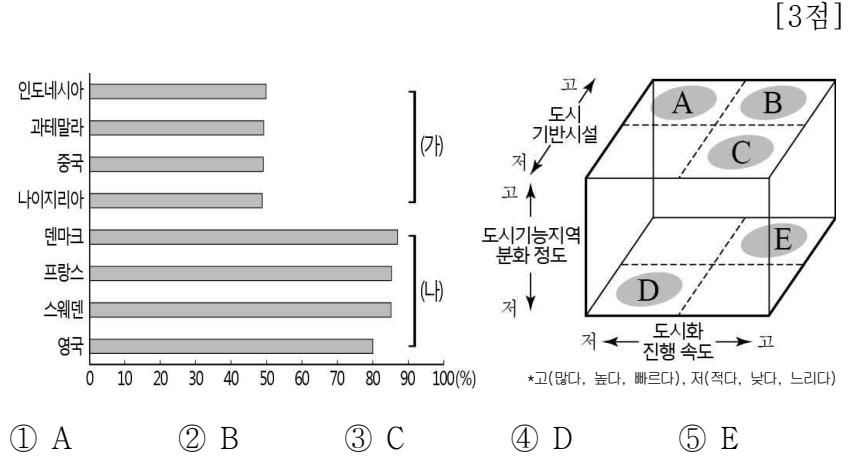 [3점]
인도네시아
과테말라
중국
나이지리아
덴마크
프랑스
스웨덴
영국
(가)
(나)
0 10 20 30 40 50 60 70 80 90 100(%)
고
도시
기반시설
저
고
도시기능지역
분화 정도
저
A
B
C
D
E
저
도시화
진행 속도
고
*고(많다, 높다, 빠르다), 저(적다, 낮다, 느리다)
① A ② B ③ C ④ D ⑤ E